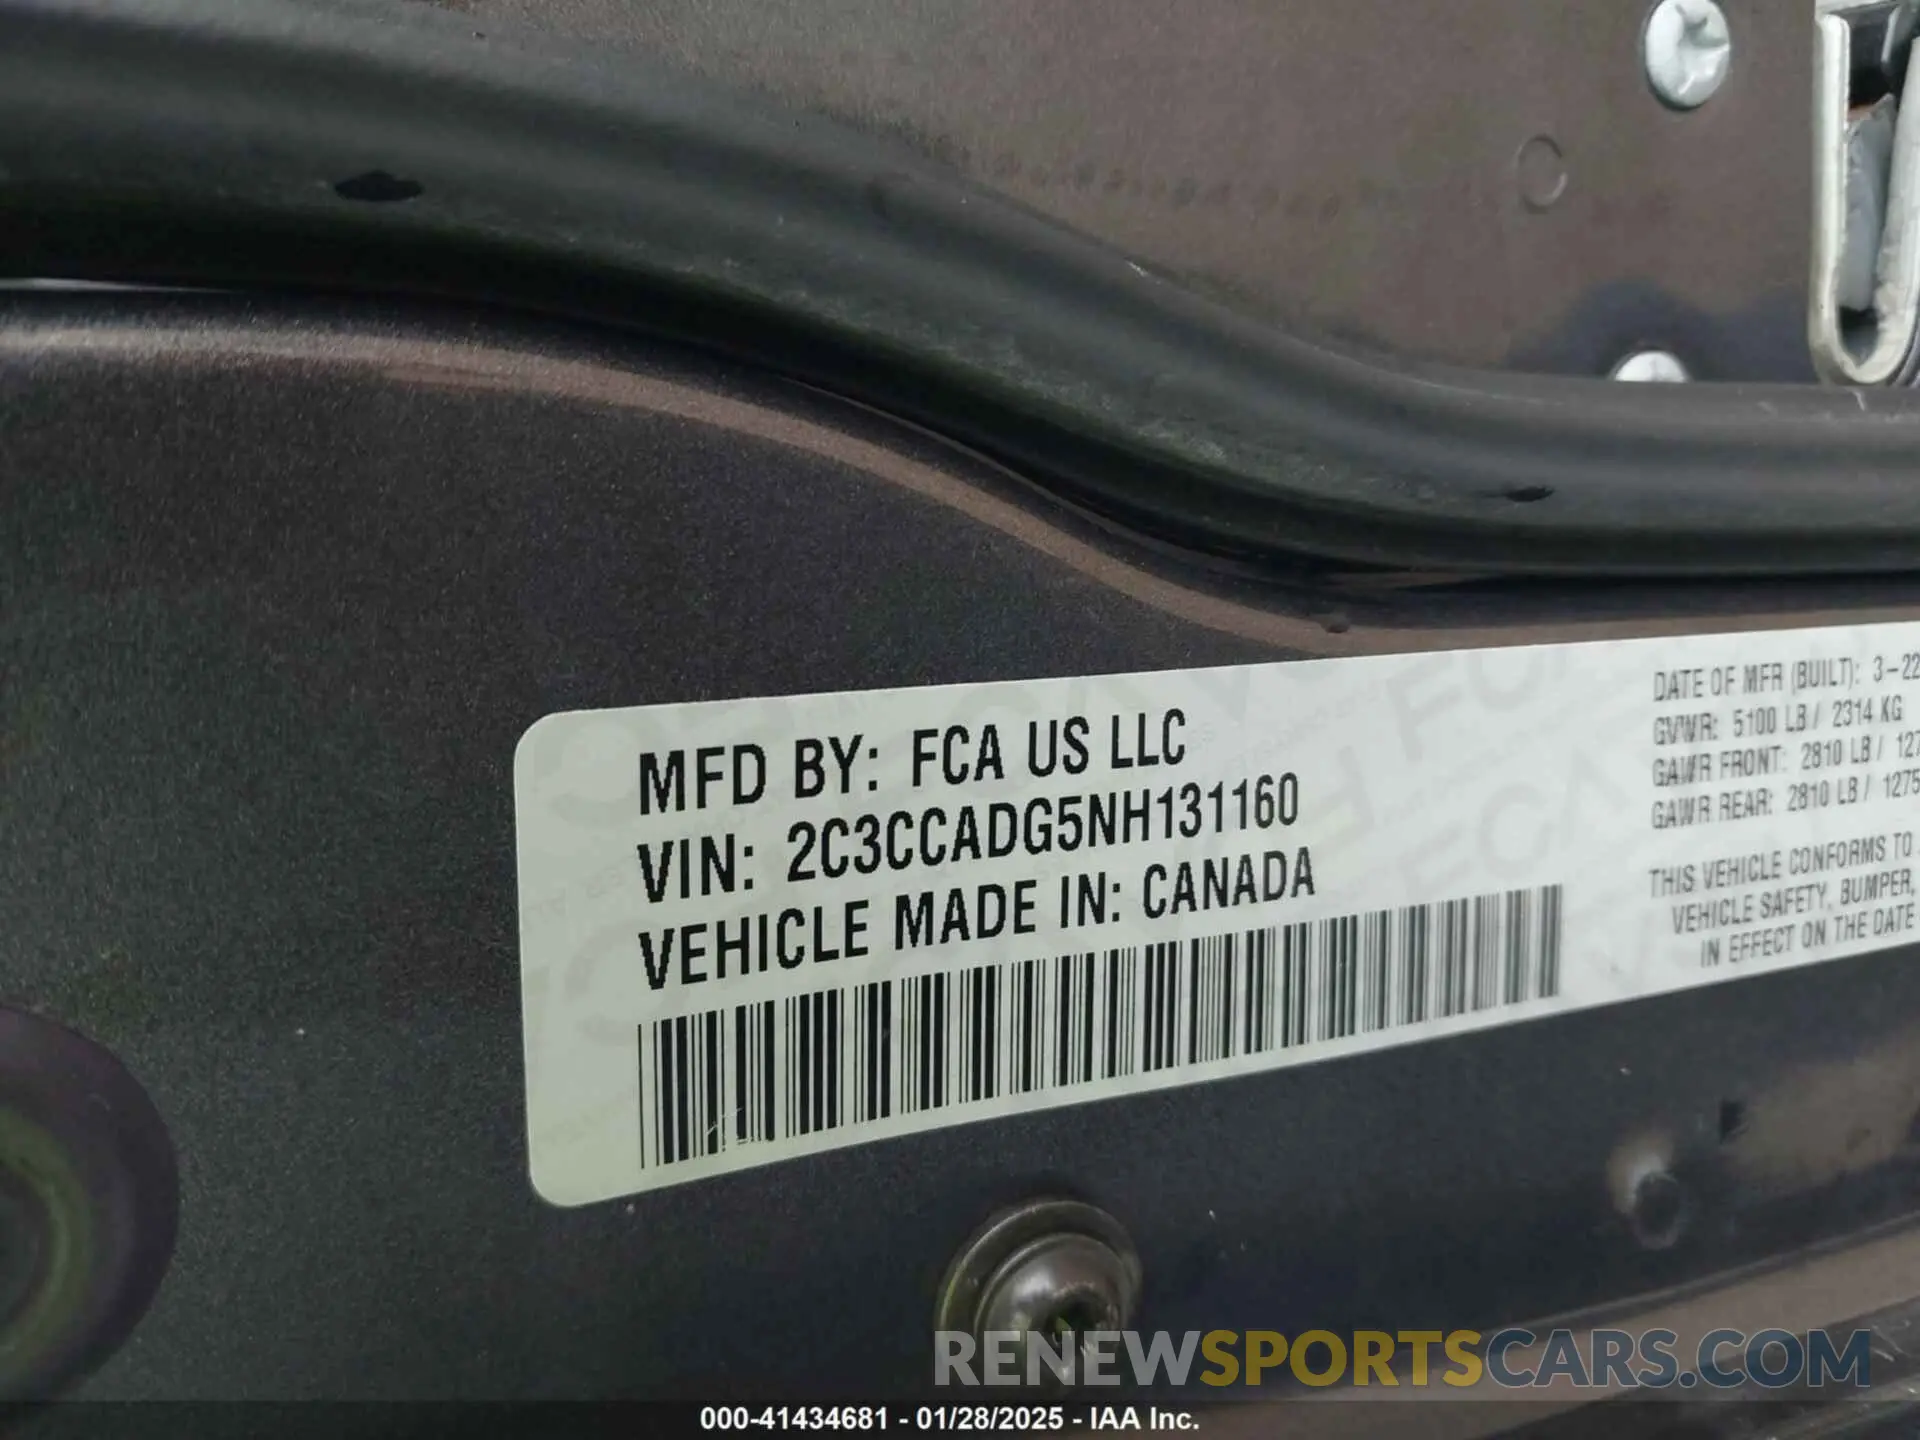 MFD BY: FCA US LLC
VIN: 2C3CCADG5NH131160
VEHICLE MADE IN: CANADA
DATE OF MFR (BUILT): 3-22
GVWR: 5100 LB / 2314 KG
GAWR FRONT: 2810 LB / 127
GAWR REAR: 2810 LB / 1275
THIS VEHICLE CONFORMS TO
VEHICLE SAFETY, BUMPER,
IN EFFECT ON THE DATE
RENEWSPORTSCARS.COM
000-41434681 - 01/28/2025 - IAA Inc.